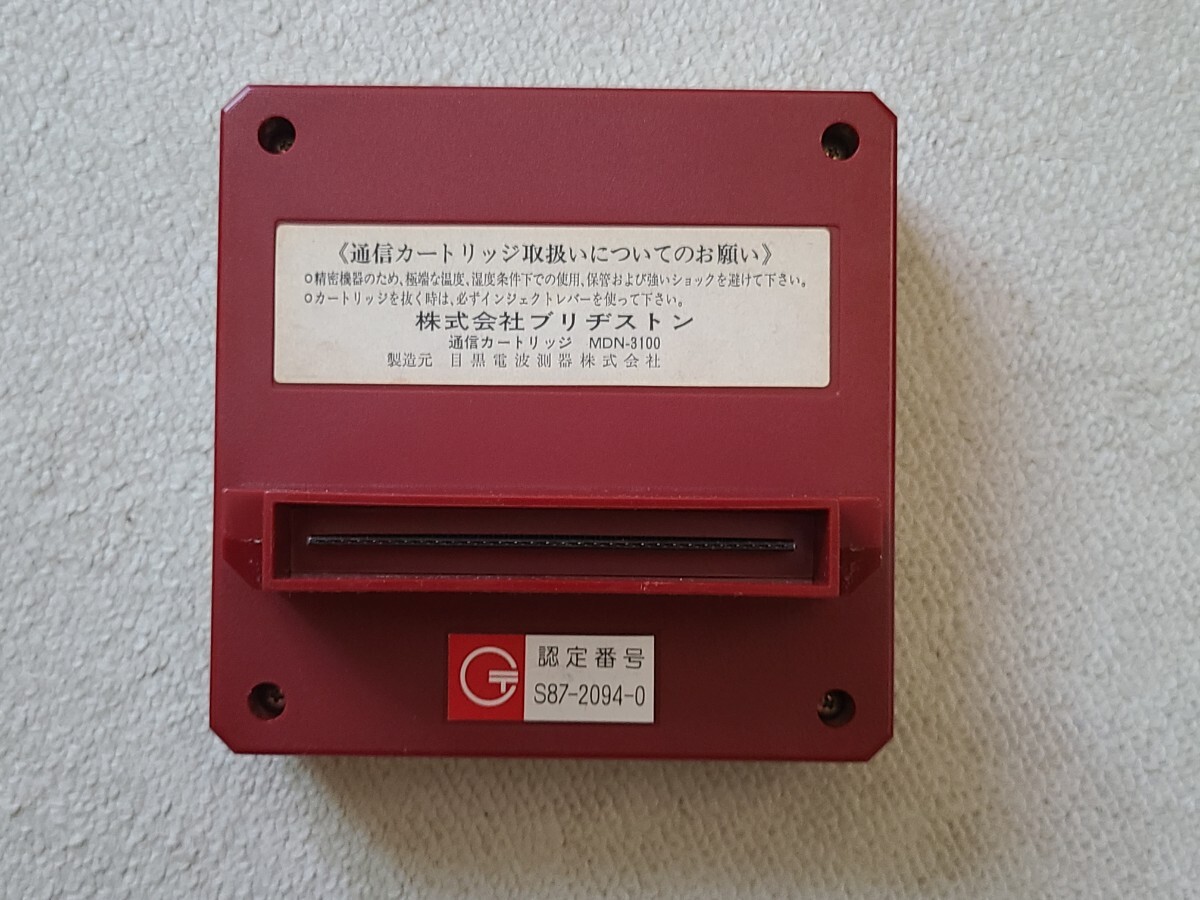 《通信カートリッジ取扱いについてのお願い》
○精密機器のため、極端な温度、湿度条件下での使用、保管および強いショックを避けて下さい。
○カートリッジを抜く時は、必ずインジェクトレバーを使って下さい。
株式会社ブリヂストン
通信カートリッジ MDN-3100
製造元 目黒電波測器株式会社
認定番号
S87-2094-0